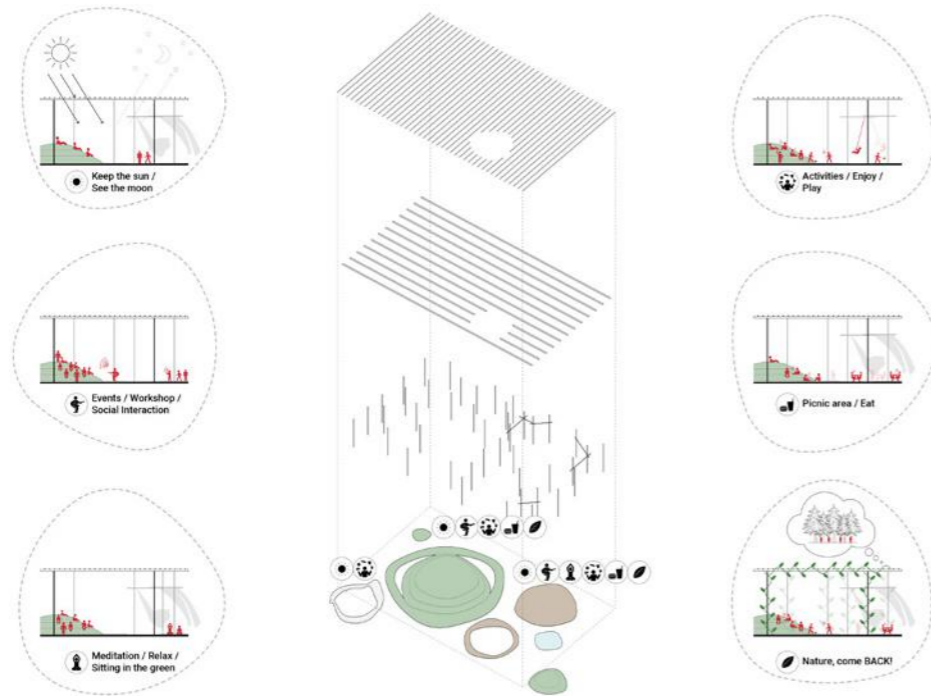 Keep the sun /
See the moon
Activities / Enjoy /
Play
Events / Workshop /
Social Interaction
Picnic area / Eat
Meditation / Relax /
Sitting in the green
Nature, come BACK!